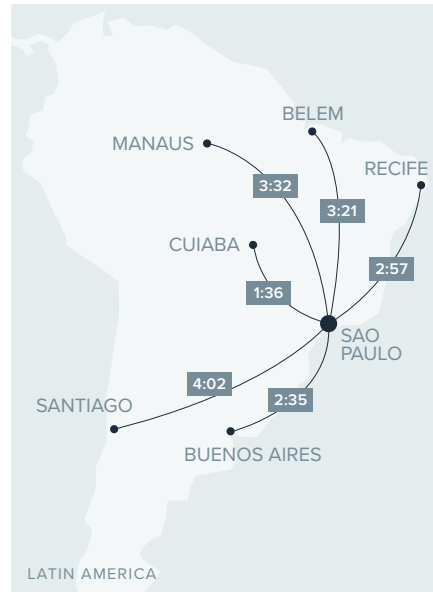 BELEM
MANAUS
RECIFE
3:32
3:21
CUIABA
2:57
1:36
SAO
PAULO
4:02
2:35
SANTIAGO
BUENOS AIRES
LATIN AMERICA